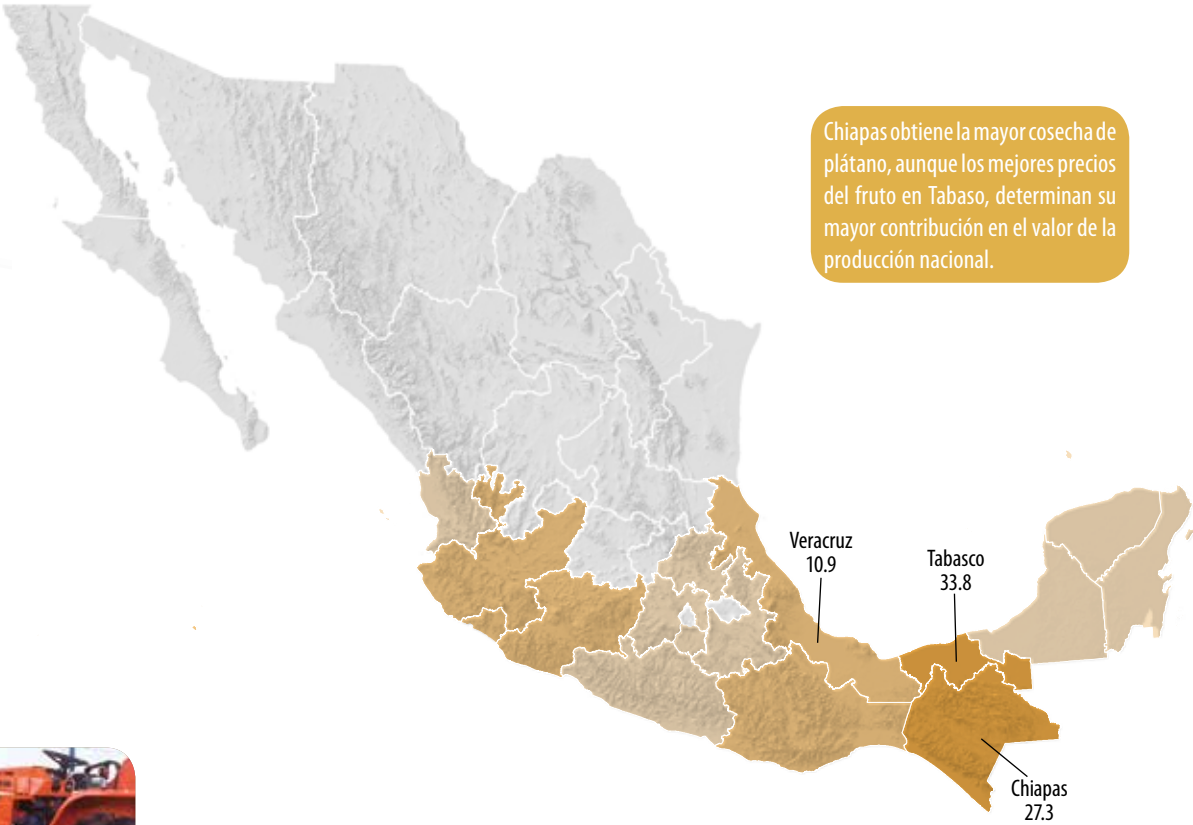 Chiapas obtiene la mayor cosecha de
plátano, aunque los mejores precios
del fruto en Tabaso, determinan su
mayor contribución en el valor de la
producción nacional.
Veracruz
10.9
Tabasco
33.8
Chiapas
27.3